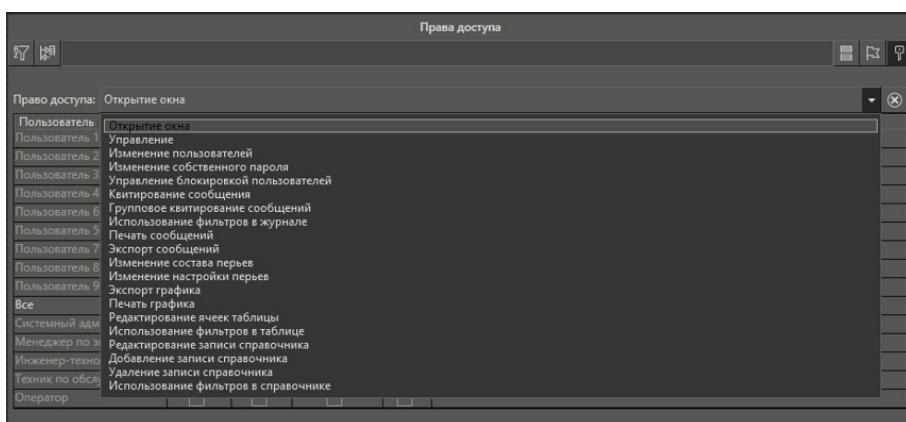 Права доступа
Право доступа: Открытие окна
Пользователь
Открытие окна
Пользователь 1
Управление
Пользователь 2
Изменение пользователей
Изменение собственного пароля
Пользователь 3
Управление блокировкой пользователей
Пользователь 4
Квитирование сообщения
Пользователь 6
Групповое квитирование сообщений
Использование фильтров в журнале
Пользователь 5
Печать сообщений
Пользователь 7
Экспорт сообщений
Изменение состава перьев
Пользователь 8
Изменение настройки перьев
Пользователь 9
Экспорт графика
Все
Печать графика
Редактирование ячеек таблицы
Системный адм
Использование фильтров в таблице
Менеджер по э
Редактирование записи справочника
Инженер-техно
Добавление записи справочника
Удаление записи справочника
Техник по обсл
Использование фильтров в справочнике
Оператор